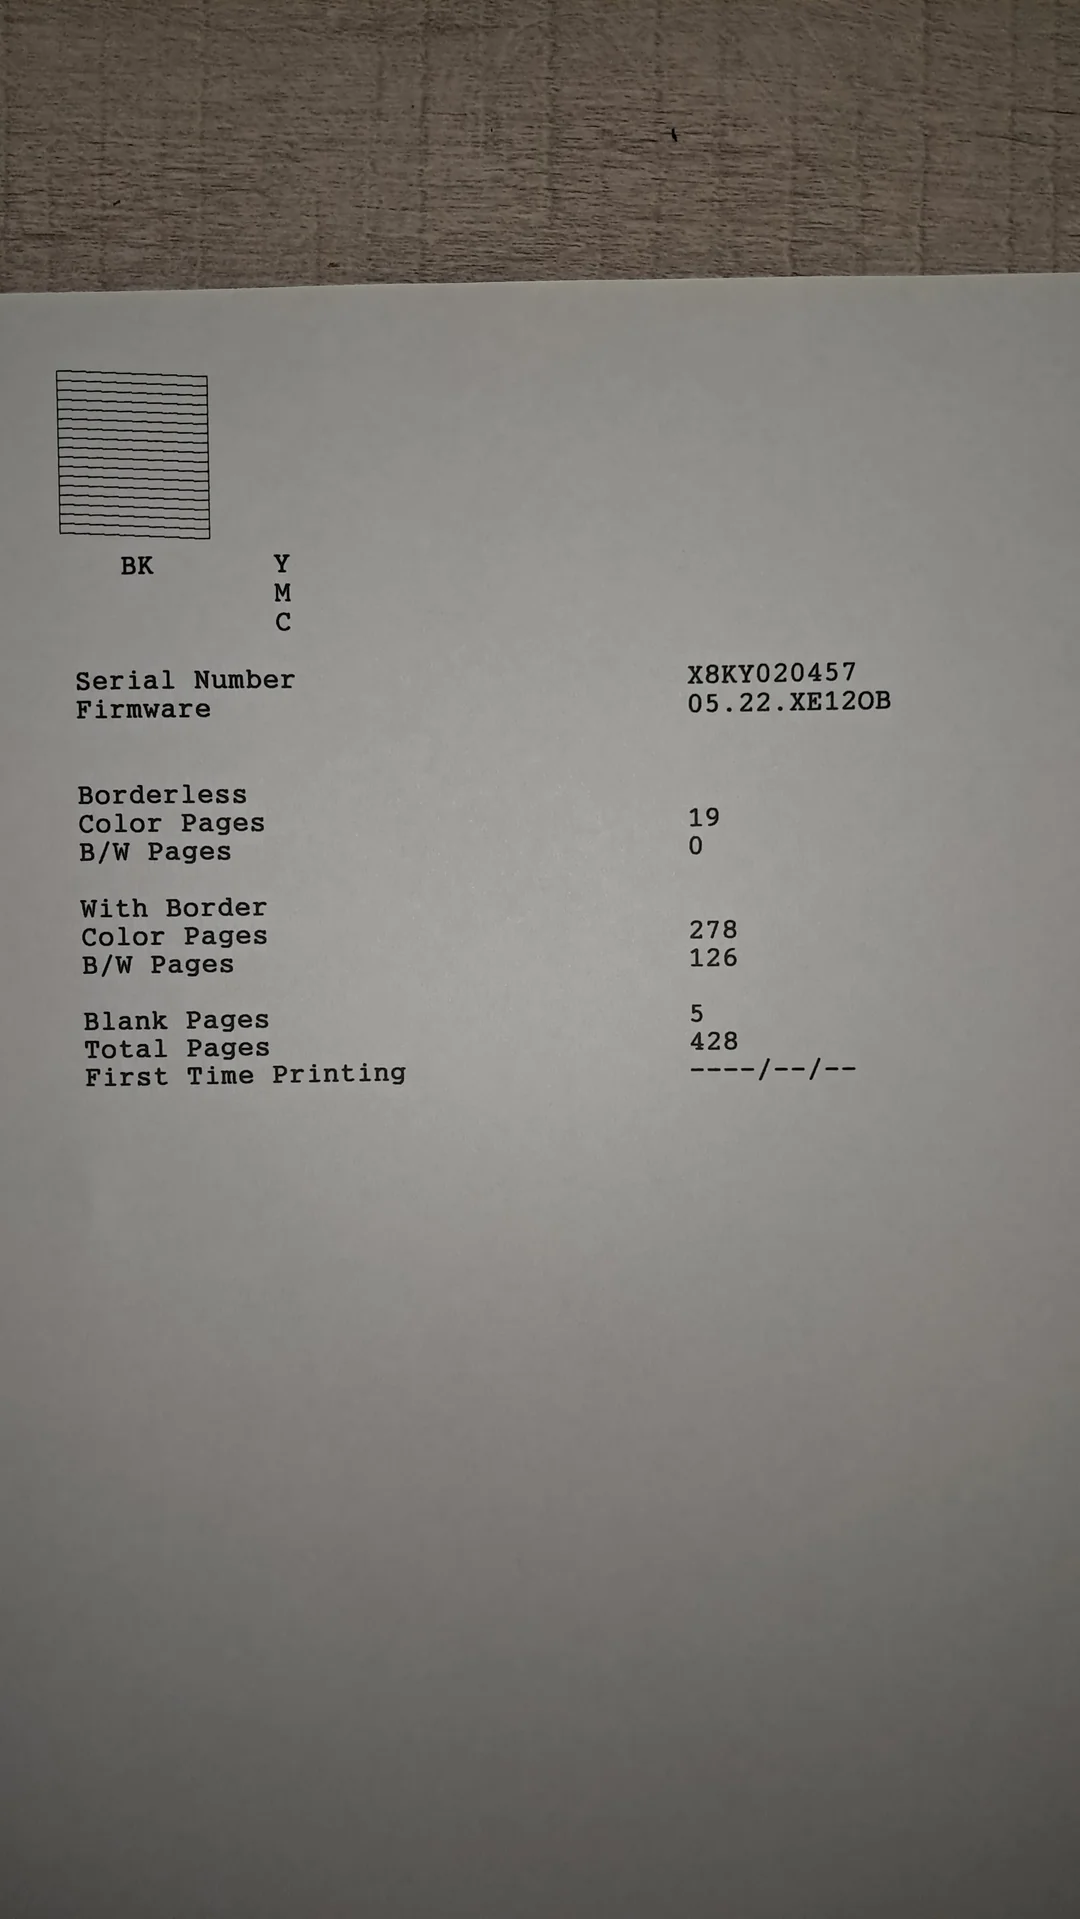 BK Y
M
C
Serial Number X8KY020457
Firmware 05.22.XE12OB
Borderless
Color Pages 19
B/W Pages 0
With Border
Color Pages 278
B/W Pages 126
Blank Pages 5
Total Pages 428
First Time Printing ----/--/--